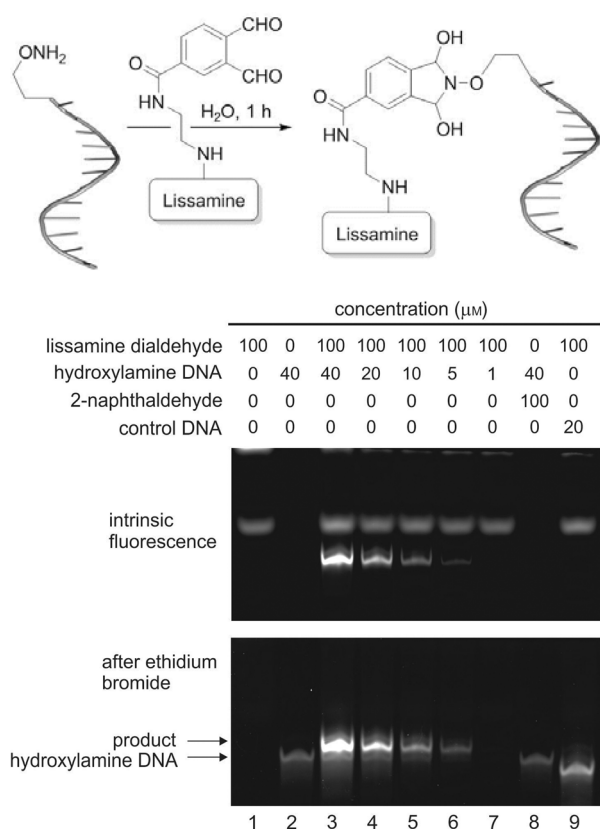 ONH2
CHO
CHO
O
HN
H2O, 1 h
NH
Lissamine
OH
N
O
OH
O
NH
NH
Lissamine
concentration (µM)
lissamine dialdehyde 100 0 100 100 100 100 100 0 100
hydroxylamine DNA 0 40 40 20 10 5 1 40 0
2-naphthaldehyde 0 0 0 0 0 0 0 100 0
control DNA 0 0 0 0 0 0 0 0 20
intrinsic
fluorescence
after ethidium
bromide
product
hydroxylamine DNA
1 2 3 4 5 6 7 8 9